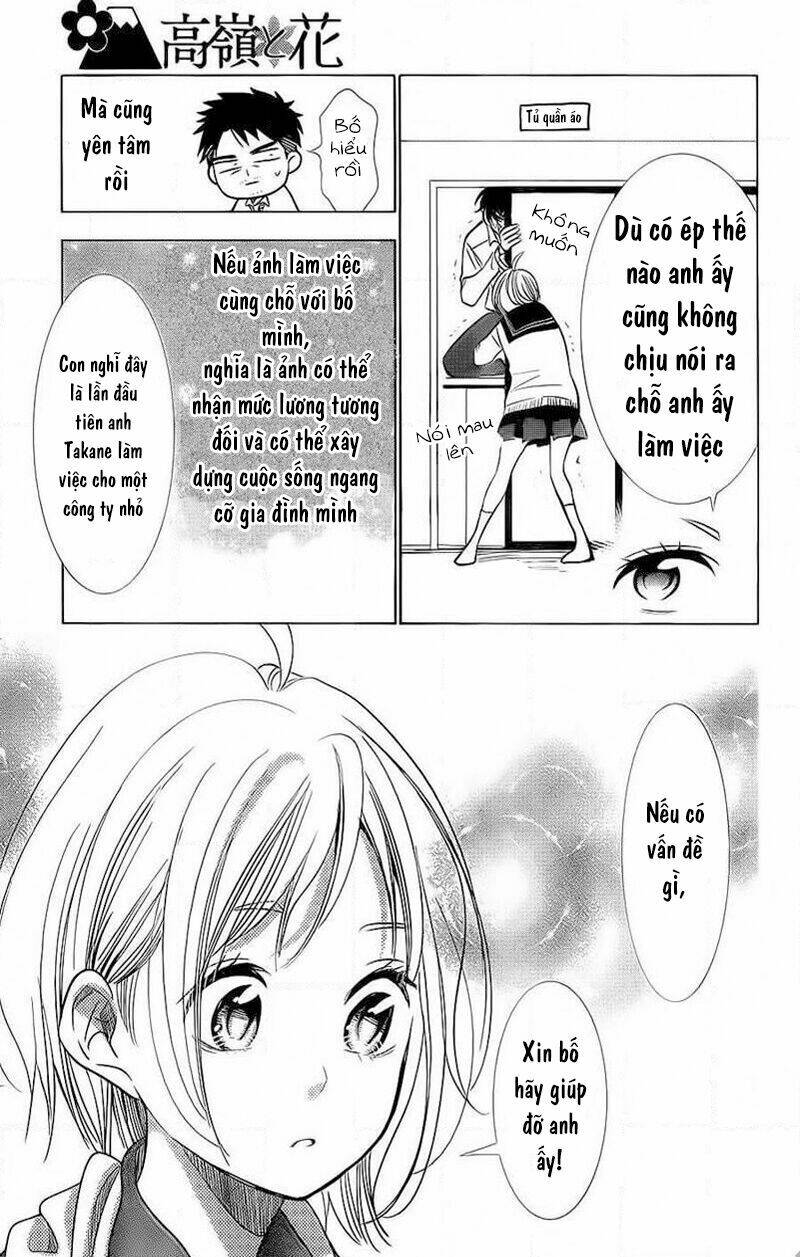 高嶺と花
Tủ quần áo
Dù có ép thế
nào anh ấy
cũng không
chịu nói ra
chỗ anh ấy
làm việc
Không
muốn
Nói mau
lên
Bố
hiểu
rồi
Mà cũng
yên tâm
rồi
Nếu ảnh làm việc
cùng chỗ với bố
mình,
nghĩa là ảnh có thể
nhận mức lương tương
đối và có thể xây
dựng cuộc sống ngang
cỡ gia đình mình
Con nghĩ đây
là lần đầu
tiên anh
Takane làm
việc cho một
công ty nhỏ
Nếu có
vấn đề
gì,
Xin bố
hãy giúp
đỡ anh
ấy!